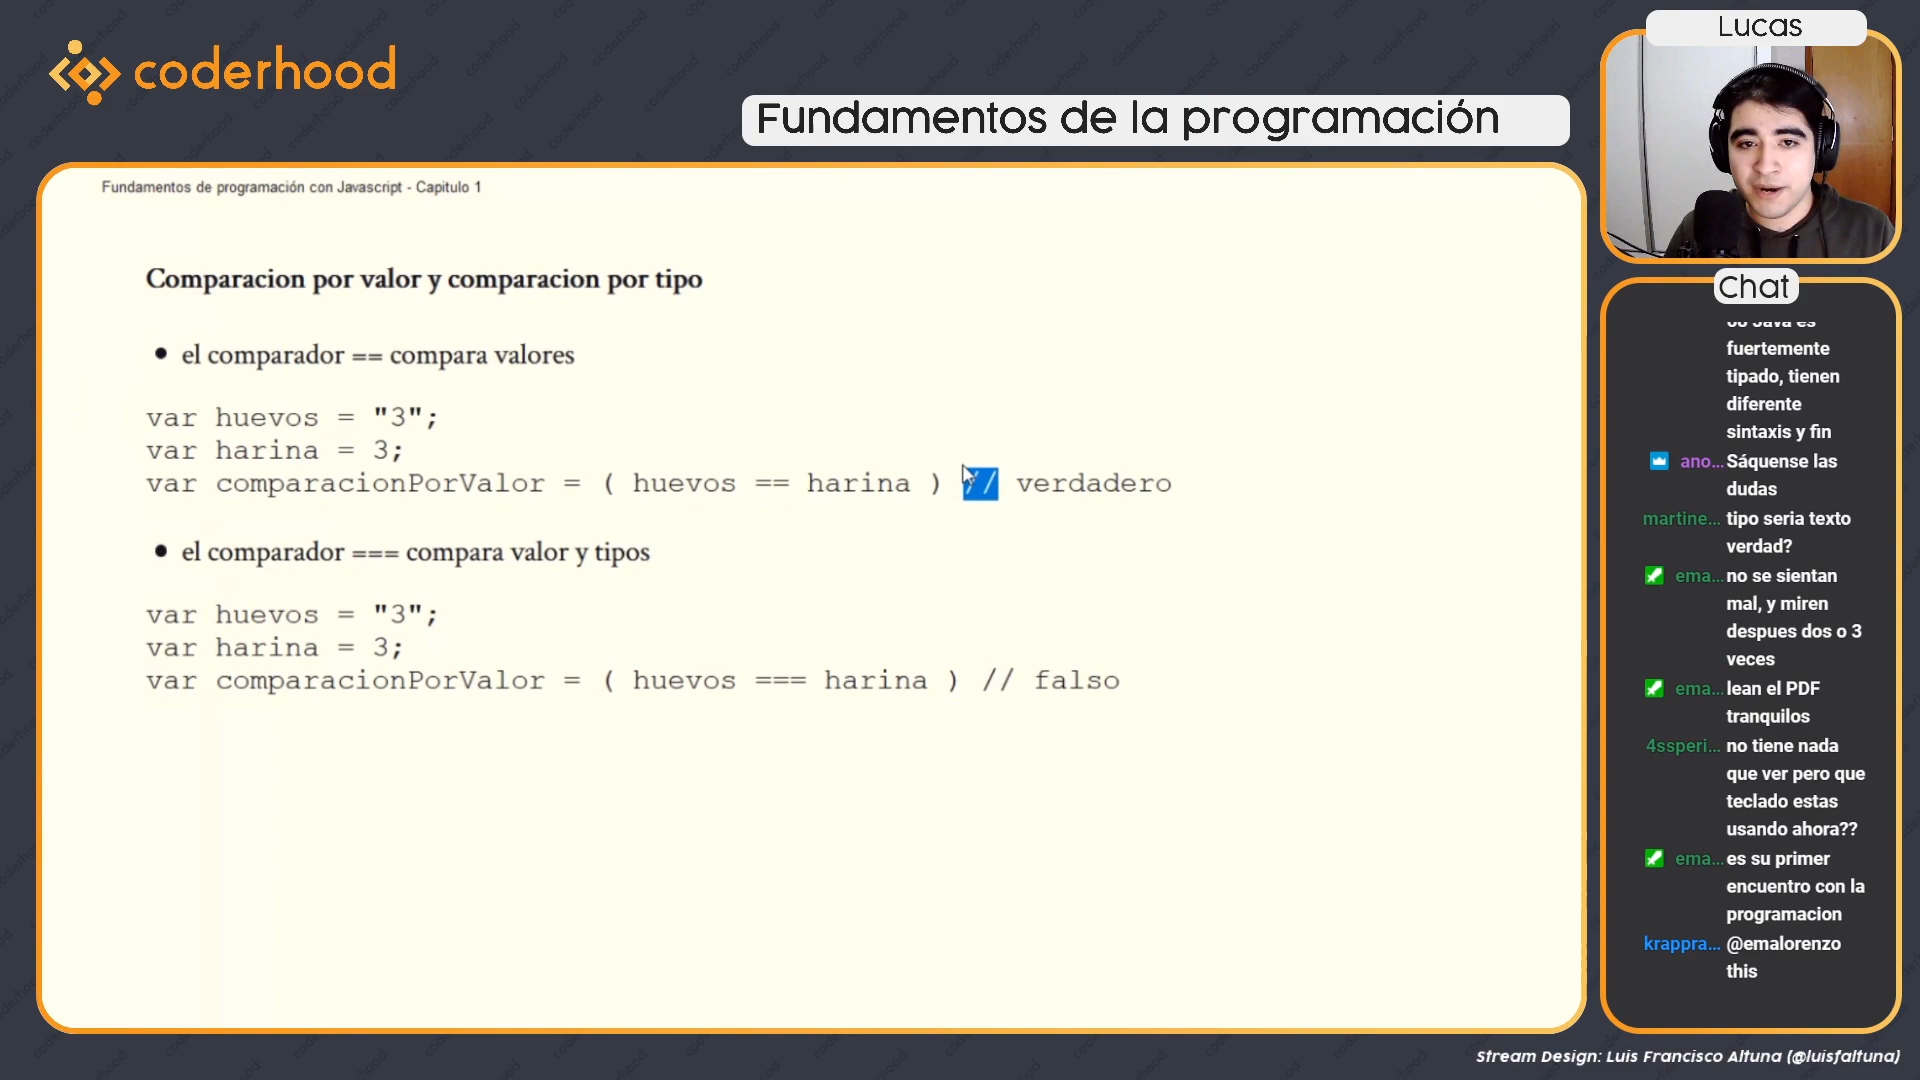 coderhood
Fundamentos de la programación
Lucas
Fundamentos de programación con Javascript - Capitulo 1
Comparacion por valor y comparacion por tipo
• el comparador == compara valores
var huevos = "3";
var harina = 3;
var comparacionPorValor = ( huevos == harina ) // verdadero
• el comparador === compara valor y tipos
var huevos = "3";
var harina = 3;
var comparacionPorValor = ( huevos === harina ) // falso
Chat
Java es
fuertemente
tipado, tienen
diferente
sintaxis y fin
ano... Sáquense las
dudas
martine... tipo seria texto
verdad?
ema... no se sientan
mal, y miren
despues dos o 3
veces
ema... lean el PDF
tranquilos
4ssperi... no tiene nada
que ver pero que
teclado estas
usando ahora??
ema... es su primer
encuentro con la
programacion
krappra... @emalorenzo
this
Stream Design: Luis Francisco Altuna (@luisfaltuna)